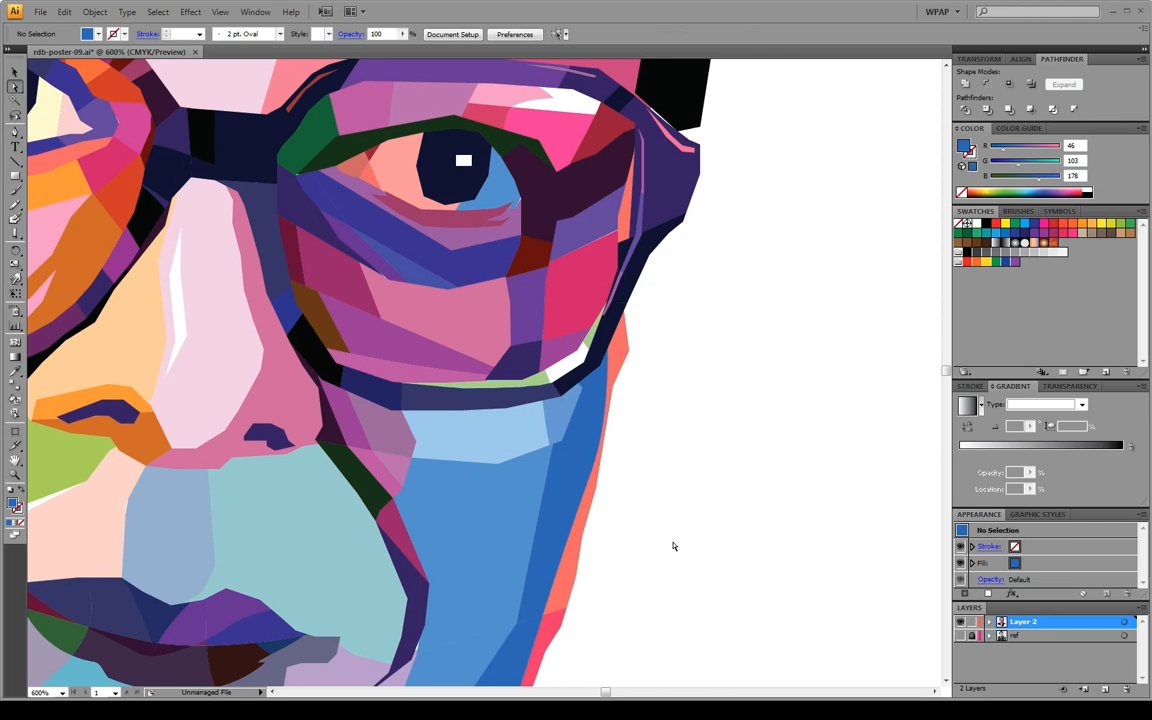 Ai File Edit Object Type Select Effect View Window Help Br WPAP
No Selection Stroke: 2 pt. Oval Style: Opacity: 100 % Document Setup Preferences
rdb-poster-09.ai* @ 600% (CMYK/Preview) ×
TRANSFORM ALIGN PATHFINDER
Shape Modes:
Expand
Pathfinders:
COLOR COLOR GUIDE
R 46
G 103
B 178
SWATCHES BRUSHES SYMBOLS
STROKE GRADIENT TRANSPARENCY
Type:
%
Opacity: %
Location: %
APPEARANCE GRAPHIC STYLES
No Selection
Stroke:
Fill:
Opacity: Default
fx
LAYERS
Layer 2
ref
2 Layers
600% 1 Unmanaged File